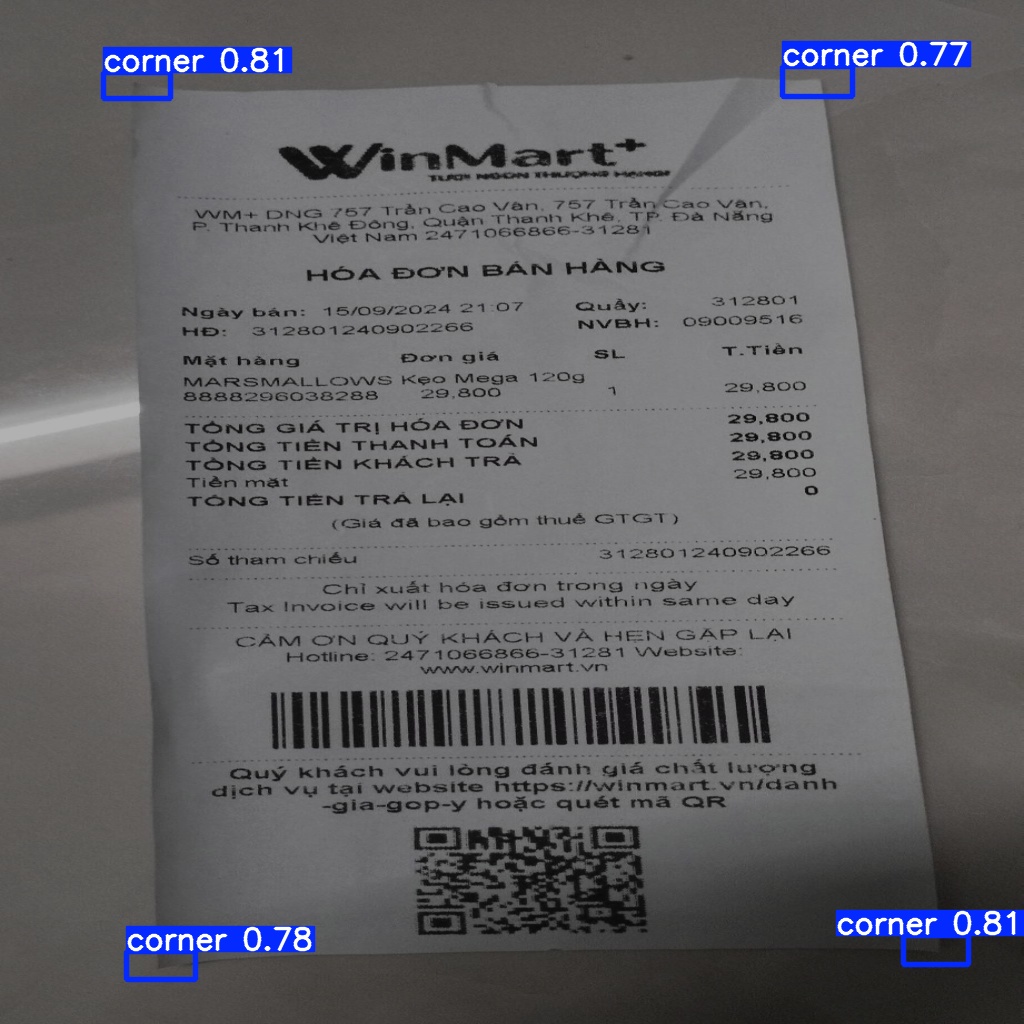 corner 0.81
corner 0.77
WinMart+
TƯƠI NGON THƯỢNG HẠNG!
WM+ DNG 757 Trần Cao Vân, 757 Trần Cao Vân,
P. Thanh Khê Đông, Quận Thanh Khê, TP. Đà Nẵng
Việt Nam 2471066866-31281
HÓA ĐƠN BÁN HÀNG
Ngày bán: 15/09/2024 21:07 Quầy: 312801
HĐ: 312801240902266 NVBH: 09009516
Mặt hàng Đơn giá SL T.Tiền
MARSMALLOWS Kẹo Mega 120g
8888296038288 29,800 1 29,800
TỔNG GIÁ TRỊ HÓA ĐƠN 29,800
TỔNG TIỀN THANH TOÁN 29,800
TỔNG TIỀN KHÁCH TRẢ 29,800
Tiền mặt 29,800
TỔNG TIỀN TRẢ LẠI 0
(Giá đã bao gồm thuế GTGT)
Số tham chiếu 312801240902266
Chỉ xuất hóa đơn trong ngày
Tax Invoice will be issued within same day
CẢM ƠN QUÝ KHÁCH VÀ HẸN GẶP LẠI
Hotline: 2471066866-31281 Website:
www.winmart.vn
Quý khách vui lòng đánh giá chất lượng
dịch vụ tại website https://winmart.vn/danh
-gia-gop-y hoặc quét mã QR
corner 0.78
corner 0.81